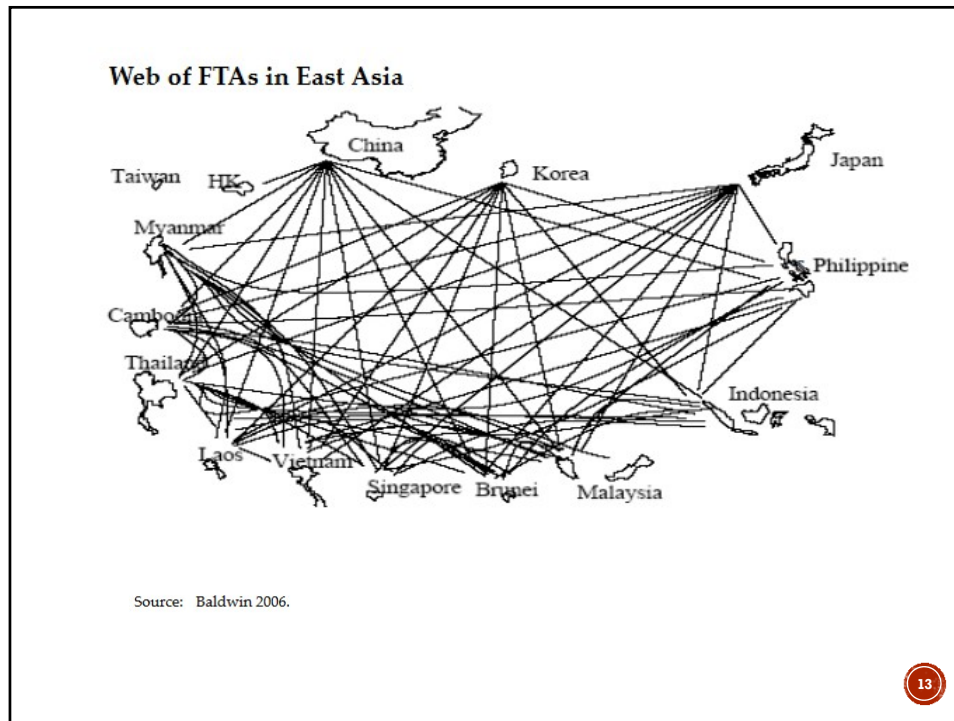 Web of FTAs in East Asia
China
Korea
Japan
Taiwan
HK
Myanmar
Philippine
Cambodia
Thailand
Indonesia
Laos
Vietnam
Singapore
Brunei
Malaysia
Source: Baldwin 2006.
13